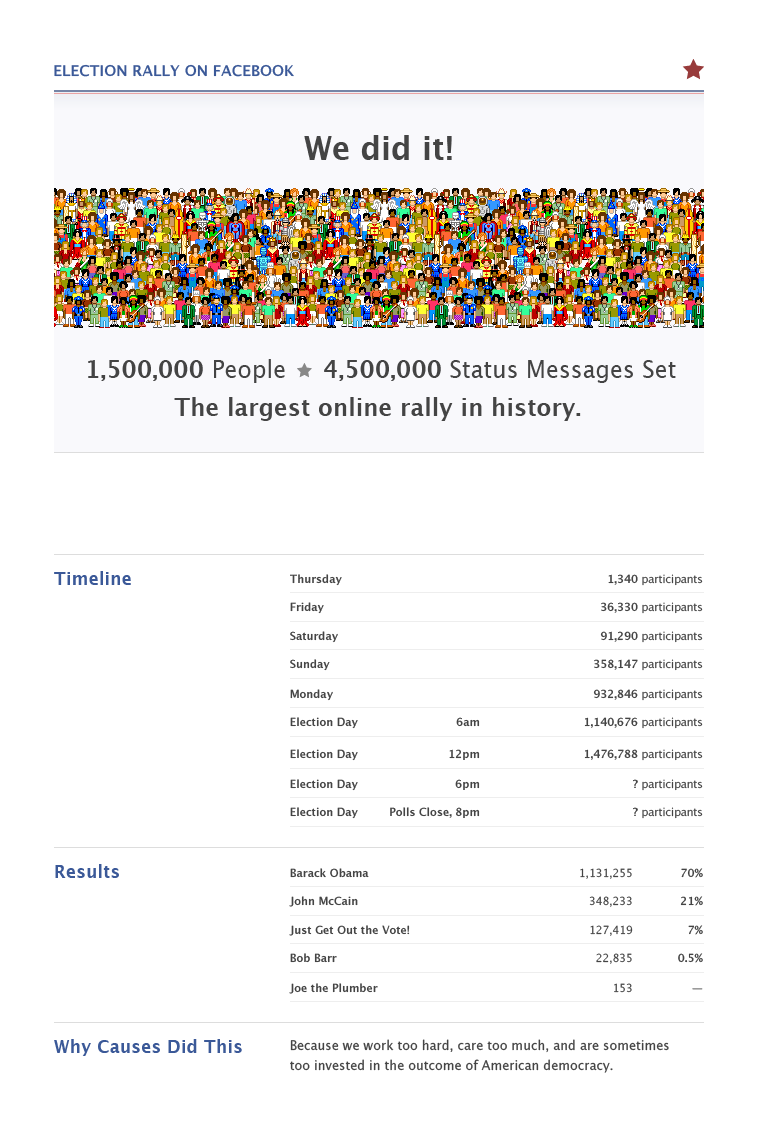 ELECTION RALLY ON FACEBOOK
We did it!
1,500,000 People ★ 4,500,000 Status Messages Set
The largest online rally in history.
Timeline
Thursday 1,340 participants
Friday 36,330 participants
Saturday 91,290 participants
Sunday 358,147 participants
Monday 932,846 participants
Election Day 6am 1,140,676 participants
Election Day 12pm 1,476,788 participants
Election Day 6pm ? participants
Election Day Polls Close, 8pm ? participants
Results
Barack Obama 1,131,255 70%
John McCain 348,233 21%
Just Get Out the Vote! 127,419 7%
Bob Barr 22,835 0.5%
Joe the Plumber 153 —
Why Causes Did This
Because we work too hard, care too much, and are sometimes
too invested in the outcome of American democracy.